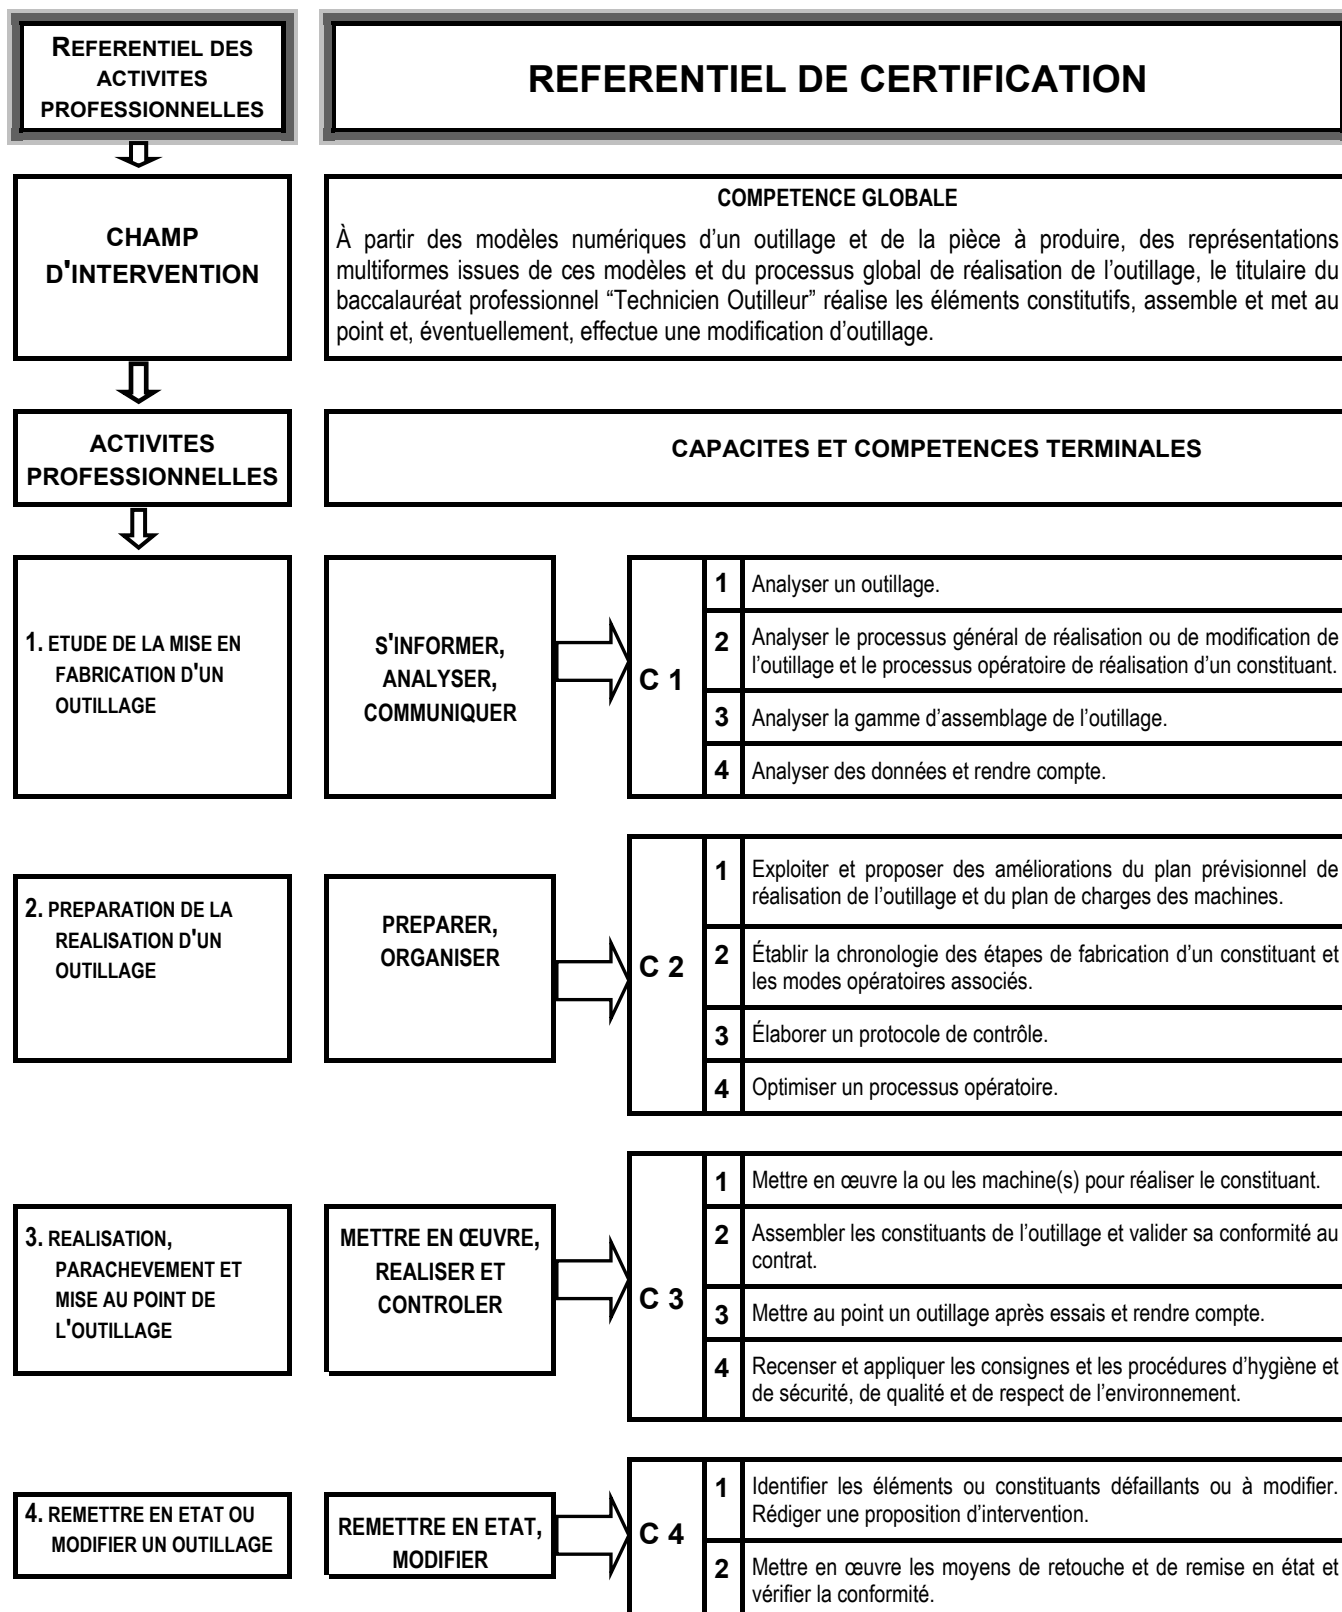 REFERENTIEL DES
ACTIVITES
PROFESSIONNELLES
REFERENTIEL DE CERTIFICATION
CHAMP
D'INTERVENTION
COMPETENCE GLOBALE
À partir des modèles numériques d’un outillage et de la pièce à produire, des représentations
multiformes issues de ces modèles et du processus global de réalisation de l’outillage, le titulaire du
baccalauréat professionnel “Technicien Outilleur” réalise les éléments constitutifs, assemble et met au
point et, éventuellement, effectue une modification d’outillage.
ACTIVITES
PROFESSIONNELLES
CAPACITES ET COMPETENCES TERMINALES
1. ETUDE DE LA MISE EN
FABRICATION D'UN
OUTILLAGE
S'INFORMER,
ANALYSER,
COMMUNIQUER
C 1
1 Analyser un outillage.
2 Analyser le processus général de réalisation ou de modification de
l’outillage et le processus opératoire de réalisation d’un constituant.
3 Analyser la gamme d’assemblage de l’outillage.
4 Analyser des données et rendre compte.
2. PREPARATION DE LA
REALISATION D'UN
OUTILLAGE
PREPARER,
ORGANISER
C 2
1 Exploiter et proposer des améliorations du plan prévisionnel de
réalisation de l’outillage et du plan de charges des machines.
2 Établir la chronologie des étapes de fabrication d’un constituant et
les modes opératoires associés.
3 Élaborer un protocole de contrôle.
4 Optimiser un processus opératoire.
3. REALISATION,
PARACHEVEMENT ET
MISE AU POINT DE
L'OUTILLAGE
METTRE EN ŒUVRE,
REALISER ET
CONTROLER
C 3
1 Mettre en œuvre la ou les machine(s) pour réaliser le constituant.
2 Assembler les constituants de l’outillage et valider sa conformité au
contrat.
3 Mettre au point un outillage après essais et rendre compte.
4 Recenser et appliquer les consignes et les procédures d’hygiène et
de sécurité, de qualité et de respect de l’environnement.
4. REMETTRE EN ETAT OU
MODIFIER UN OUTILLAGE
REMETTRE EN ETAT,
MODIFIER
C 4
1 Identifier les éléments ou constituants défaillants ou à modifier.
Rédiger une proposition d’intervention.
2 Mettre en œuvre les moyens de retouche et de remise en état et
vérifier la conformité.